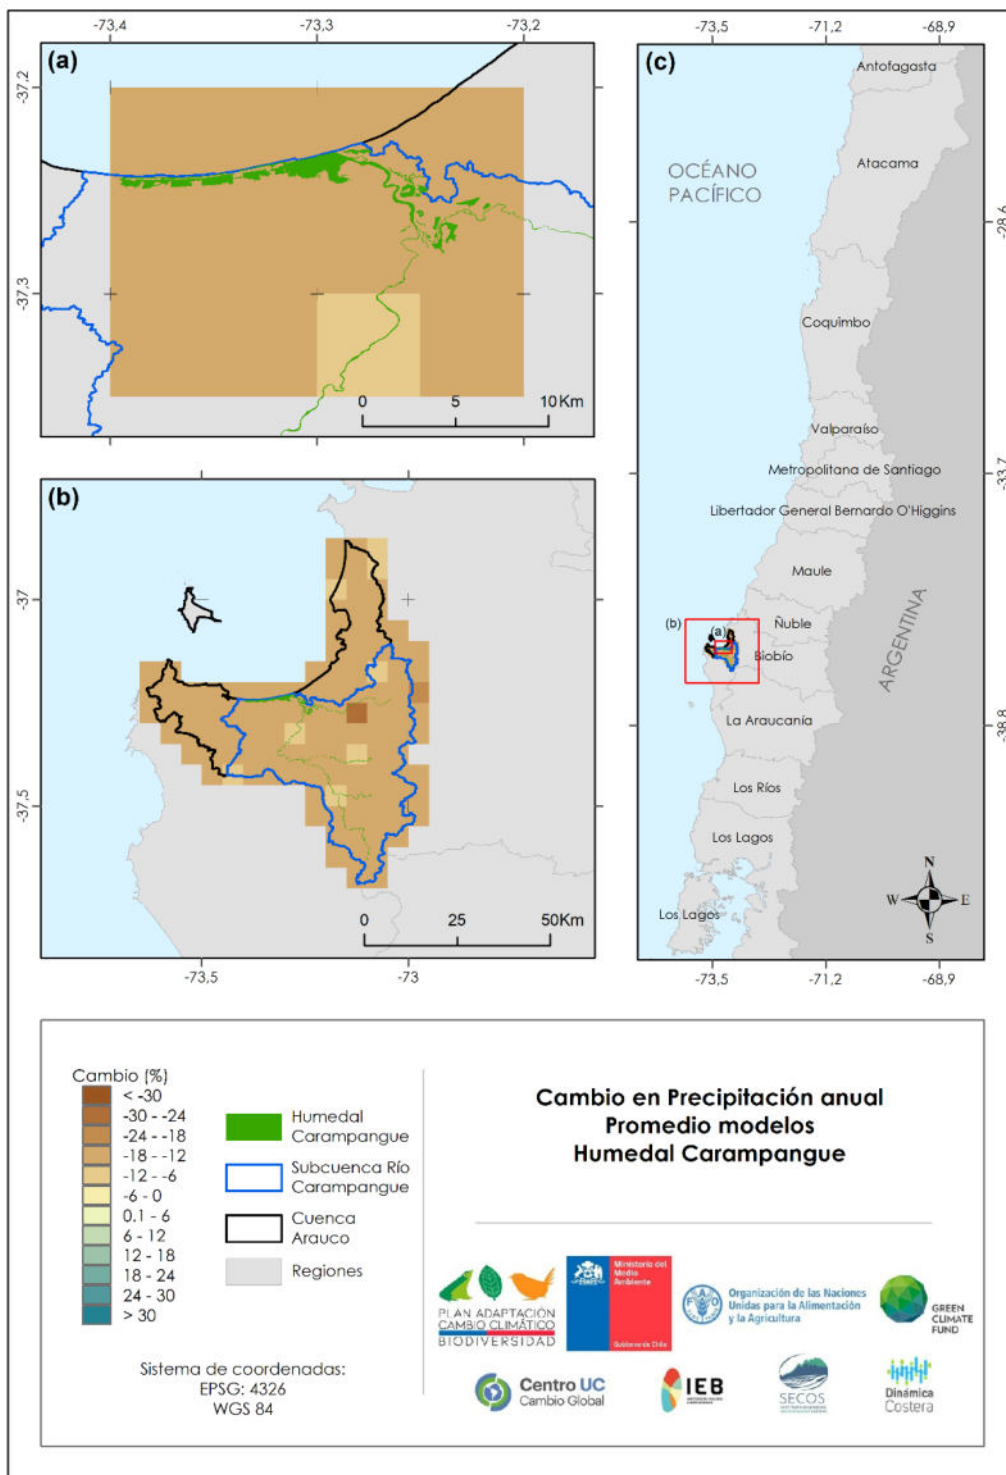 -73,4 -73,3 -73,2
(a)
-37,2
-37,3
0 5 10 Km
(b)
-37
-37,5
0 25 50Km
-73,5 -73
-73,5 -71,2 -68,9
(c)
Antofagasta
Atacama
OCÉANO
PACÍFICO
-28,6
Coquimbo
Valparaíso
Metropolitana de Santiago
-33,7
Libertador General Bernardo O'Higgins
Maule
ARGENTINA
Ñuble
(b)
(a)
Biobío
La Araucanía
-38,8
Los Ríos
Los Lagos
Los Lagos
N
W E
S
-73,5 -71,2 -68,9
Cambio (%)
< -30
-30 - -24
-24 - -18
-18 - -12
-12 - -6
-6 - 0
0.1 - 6
6 - 12
12 - 18
18 - 24
24 - 30
> 30
Humedal
Carampangue
Subcuenca Río
Carampangue
Cuenca
Arauco
Regiones
Sistema de coordenadas:
EPSG: 4326
WGS 84
Cambio en Precipitación anual
Promedio modelos
Humedal Carampangue
PLAN ADAPTACIÓN
CAMBIO CLIMÁTICO
BIODIVERSIDAD
Ministerio del
Medio
Ambiente
Gobierno de Chile
FAO
Organización de las Naciones
Unidas para la Alimentación
y la Agricultura
GREEN
CLIMATE
FUND
Centro UC
Cambio Global
IEB
SECOS
Dinámica
Costera